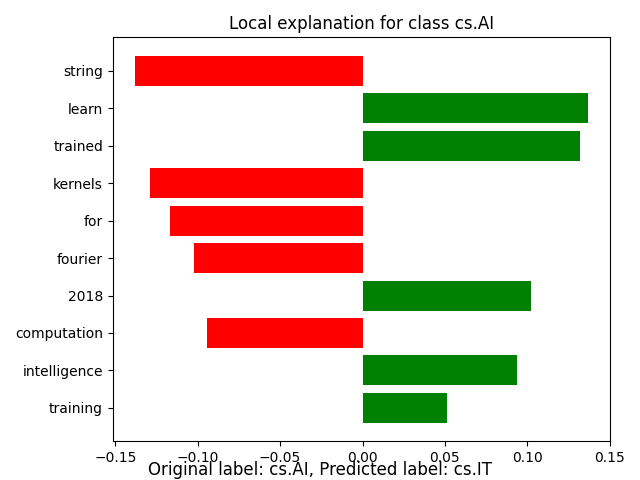 Local explanation for class cs.AI
string
learn
trained
kernels
for
fourier
2018
computation
intelligence
training
−0.15 −0.10 −0.05 0.00 0.05 0.10 0.15
Original label: cs.AI, Predicted label: cs.IT